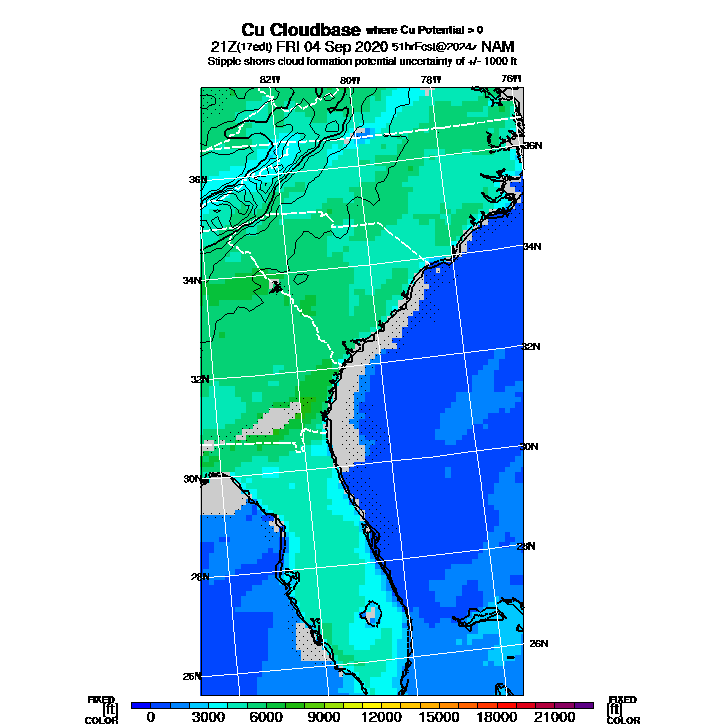 Cu Cloudbase where Cu Potential > 0
21Z(17edt) FRI 04 Sep 2020 51hrFcst@2024z NAM
Stipple shows cloud formation potential uncertainty of +/- 1000 ft
82W 80W 78W 76W
36N
36N
34N
34N
32N
32N
30N
30N
28N
28N
26N
26N
FIXED [ft] COLOR
0 3000 6000 9000 12000 15000 18000 21000
FIXED [ft] COLOR